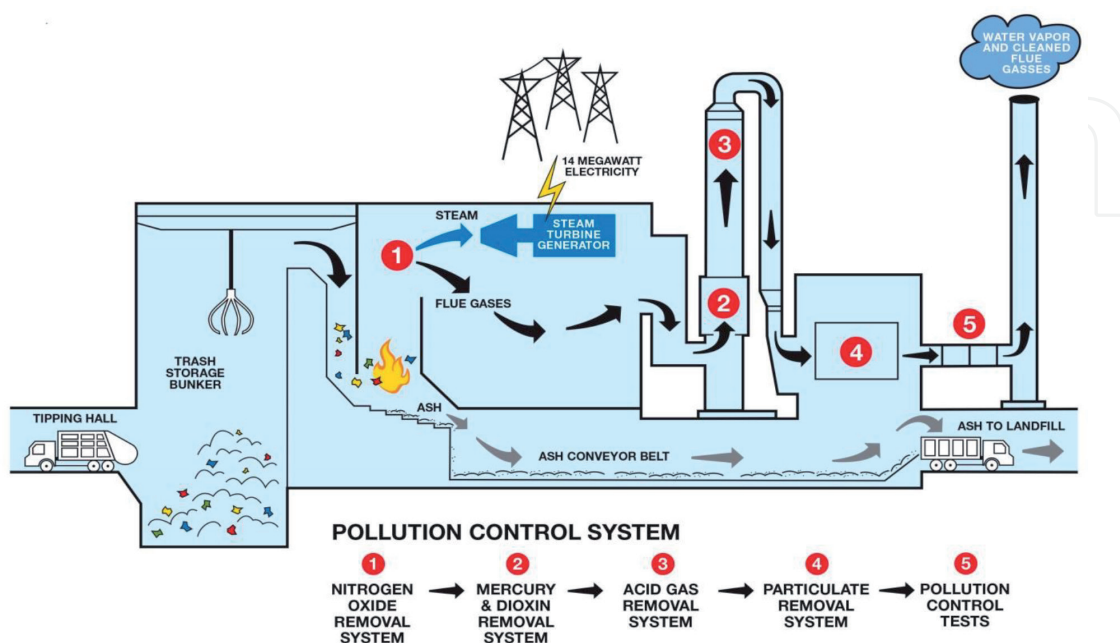 WATER VAPOR
AND CLEANED
FLUE
GASSES
14 MEGAWATT
ELECTRICITY
3
STEAM
STEAM
TURBINE
GENERATOR
1
FLUE GASES
2
5
4
TRASH
STORAGE
BUNKER
TIPPING HALL
ASH
ASH CONVEYOR BELT
ASH TO LANDFILL
POLLUTION CONTROL SYSTEM
1
NITROGEN
OXIDE
REMOVAL
SYSTEM
2
MERCURY
& DIOXIN
REMOVAL
SYSTEM
3
ACID GAS
REMOVAL
SYSTEM
4
PARTICULATE
REMOVAL
SYSTEM
5
POLLUTION
CONTROL
TESTS